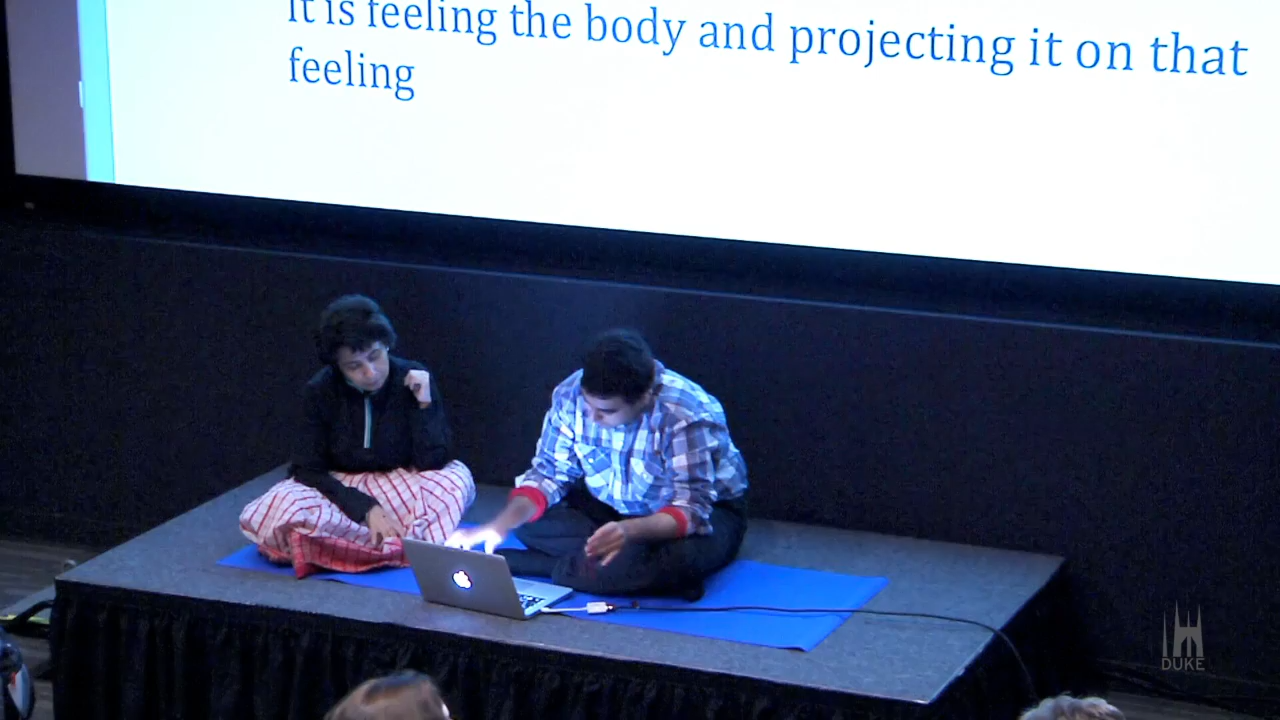 It is feeling the body and projecting it on that
feeling
DUKE